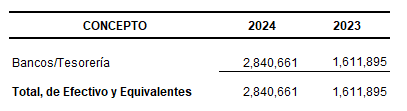 CONCEPTO 2024 2023
Bancos/Tesorería 2,840,661 1,611,895
Total, de Efectivo y Equivalentes 2,840,661 1,611,895